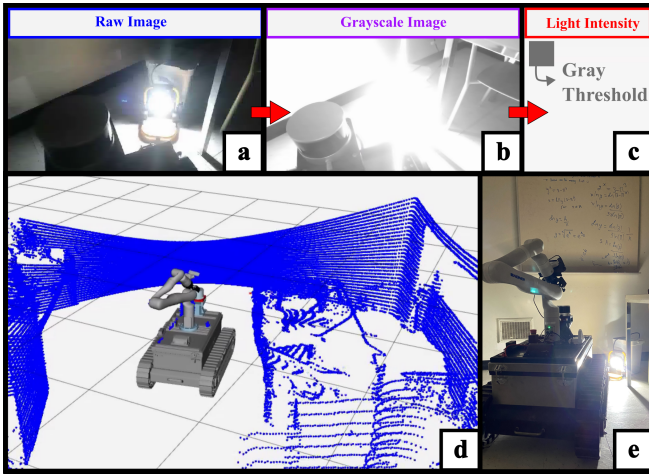 Raw Image
Grayscale Image
Light Intensity
Gray
Threshold
a
b
c
d
e